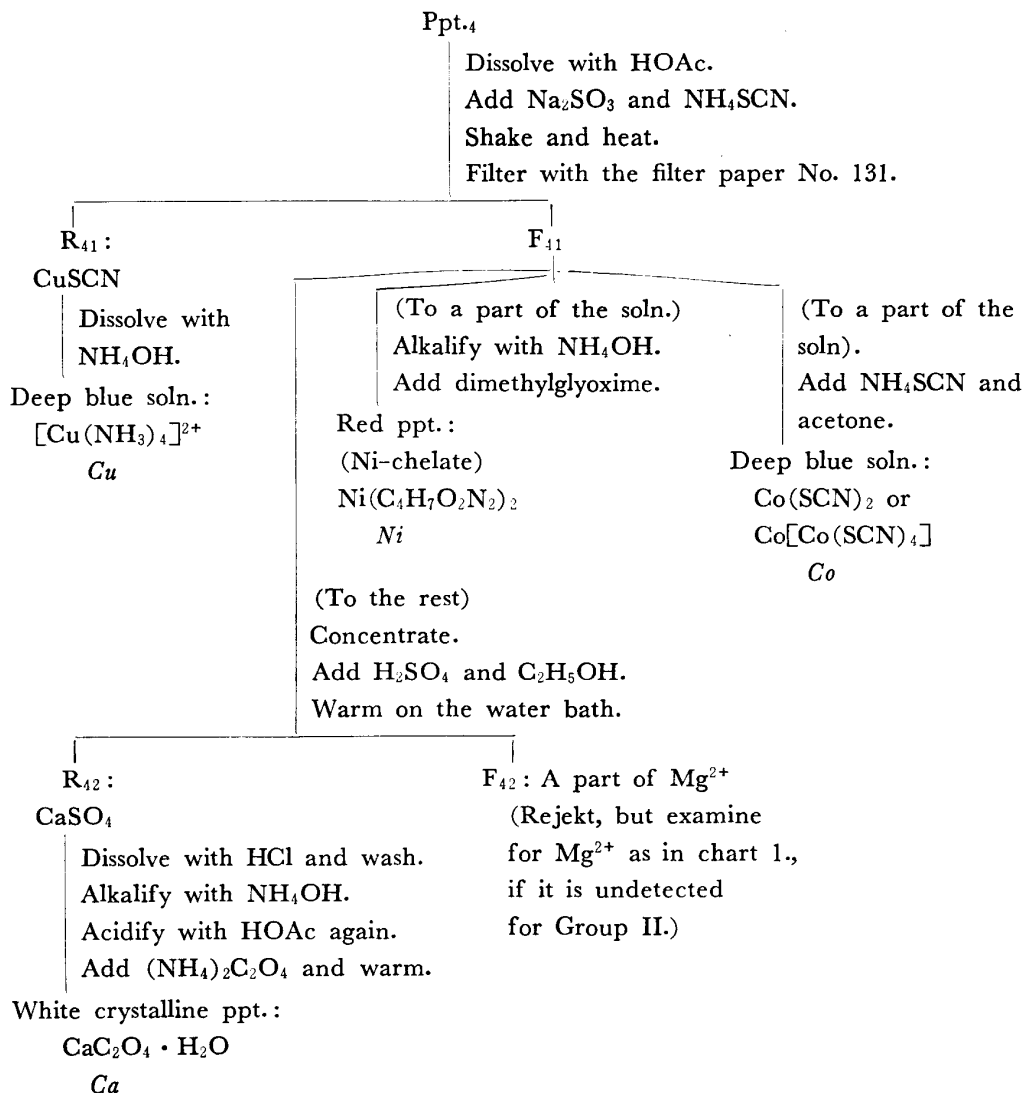 Ppt.₄
Dissolve with HOAc.
Add Na₂SO₃ and NH₄SCN.
Shake and heat.
Filter with the filter paper No. 131.
R₄₁:
CuSCN
Dissolve with
NH₄OH.
Deep blue soln.:
[Cu(NH₃)₄]²⁺
Cu
F₄₁
(To a part of the soln.)
Alkalify with NH₄OH.
Add dimethylglyoxime.
Red ppt.:
(Ni-chelate)
Ni(C₄H₇O₂N₂)₂
Ni
(To a part of the
soln).
Add NH₄SCN and
acetone.
Deep blue soln.:
Co(SCN)₂ or
Co[Co(SCN)₄]
Co
(To the rest)
Concentrate.
Add H₂SO₄ and C₂H₅OH.
Warm on the water bath.
R₄₂:
CaSO₄
Dissolve with HCl and wash.
Alkalify with NH₄OH.
Acidify with HOAc again.
Add (NH₄)₂C₂O₄ and warm.
White crystalline ppt.:
CaC₂O₄・H₂O
Ca
F₄₂: A part of Mg²⁺
(Rejekt, but examine
for Mg²⁺ as in chart 1.,
if it is undetected
for Group II.)